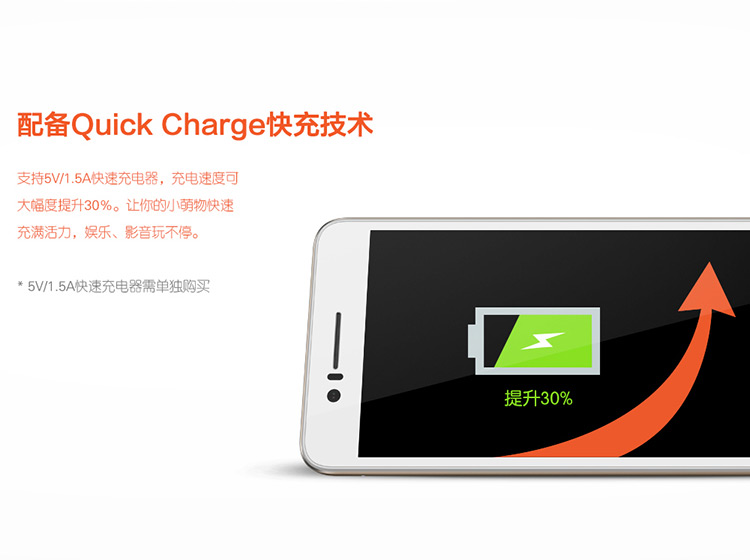 配备Quick Charge快充技术
支持5V/1.5A快速充电器，充电速度可
大幅度提升30%。让你的小萌物快速
充满活力，娱乐、影音玩不停。
* 5V/1.5A快速充电器需单独购买
提升30%